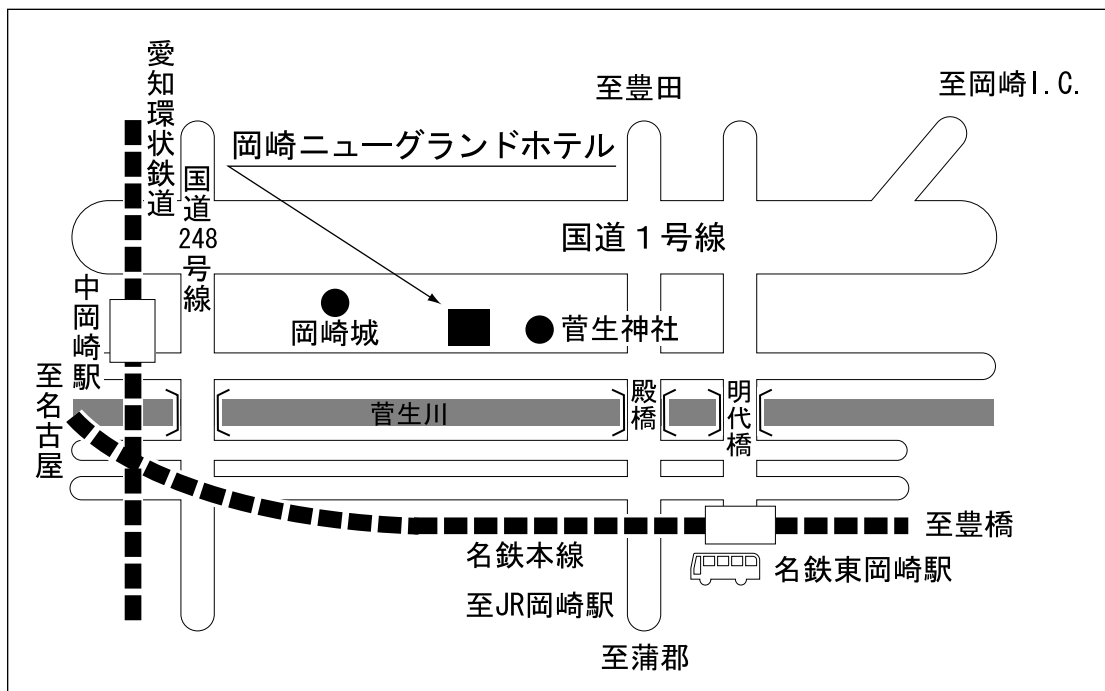 愛知環状鉄道
至豊田
至岡崎I.C.
岡崎ニューグランドホテル
国道248号線
国道1号線
中岡崎駅
岡崎城
菅生神社
至名古屋
菅生川
殿橋
明代橋
至豊橋
名鉄本線
名鉄東岡崎駅
至JR岡崎駅
至蒲郡